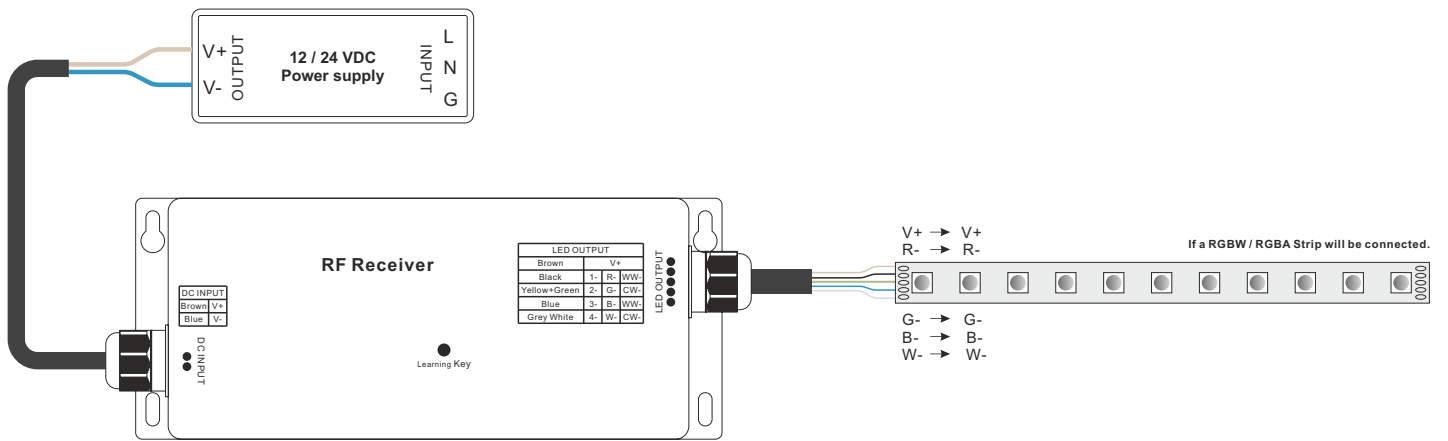 V+
V-
OUTPUT
12 / 24 VDC
Power supply
INPUT
L
N
G
RF Receiver
DC INPUT
Brown V+
Blue V-
DC INPUT
Learning Key
LED OUTPUT
Brown V+
Black 1- R- WW-
Yellow+Green 2- G- CW-
Blue 3- B- WW-
Grey White 4- W- CW-
LED OUTPUT
V+ → V+
R- → R-
If a RGBW / RGBA Strip will be connected.
G- → G-
B- → B-
W- → W-